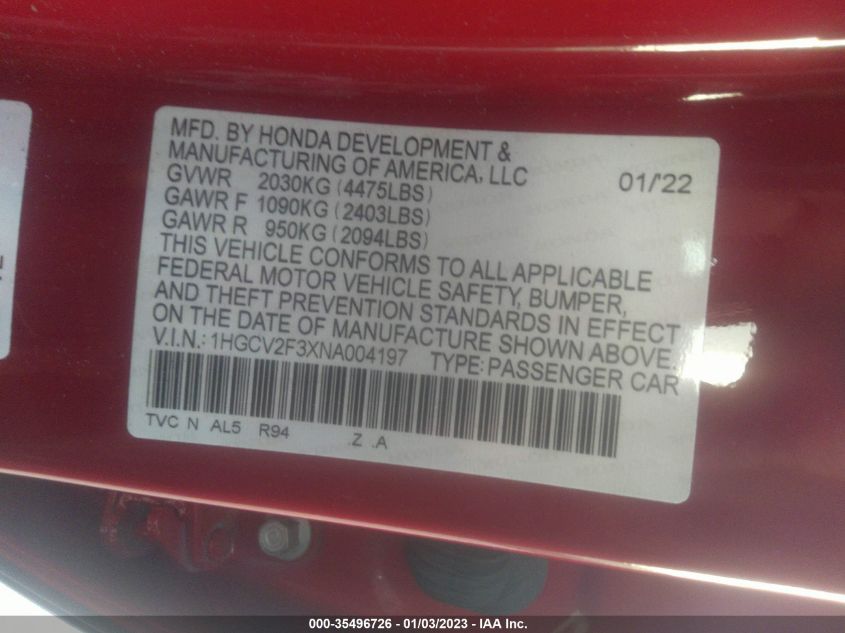 MFD. BY HONDA DEVELOPMENT &
MANUFACTURING OF AMERICA, LLC
GVWR 2030KG (4475LBS) 01/'22
GAWR F 1090KG (2403LBS)
GAWR R 950KG (2094LBS)
THIS VEHICLE CONFORMS TO ALL APPLICABLE
FEDERAL MOTOR VEHICLE SAFETY, BUMPER,
AND THEFT PREVENTION STANDARDS IN EFFECT
ON THE DATE OF MANUFACTURE SHOWN ABOVE.
V.I.N.: 1HGCV2F3XNA004197 TYPE: PASSENGER CAR
TVC N AL5 R94 .Z .A
000-35496726 - 01/03/2023 - IAA Inc.